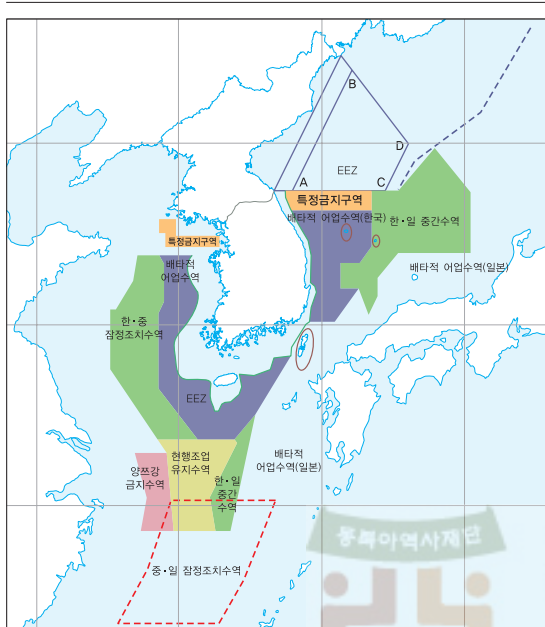 B
D
EEZ
A
C
특정금지구역
배타적 어업수역(한국)
한•일 중간수역
특정금지구역
배타적
어업수역
배타적 어업수역(일본)
한•중
잠정조치수역
EEZ
현행조업
유지수역
양쯔강
금지수역
한•일
중간
수역
배타적
어업수역(일본)
중•일 잠정조치수역
동북아역사재단